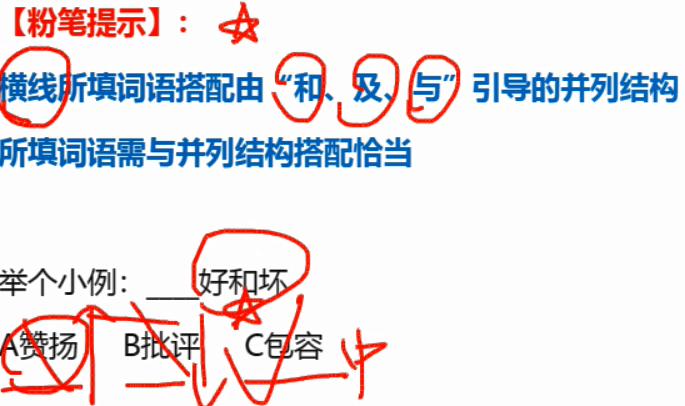 【粉笔提示】：
横线所填词语搭配由“和、及、与”引导的并列结构
所填词语需与并列结构搭配恰当
举个小例：____好和坏
A赞扬 B批评 C包容 中